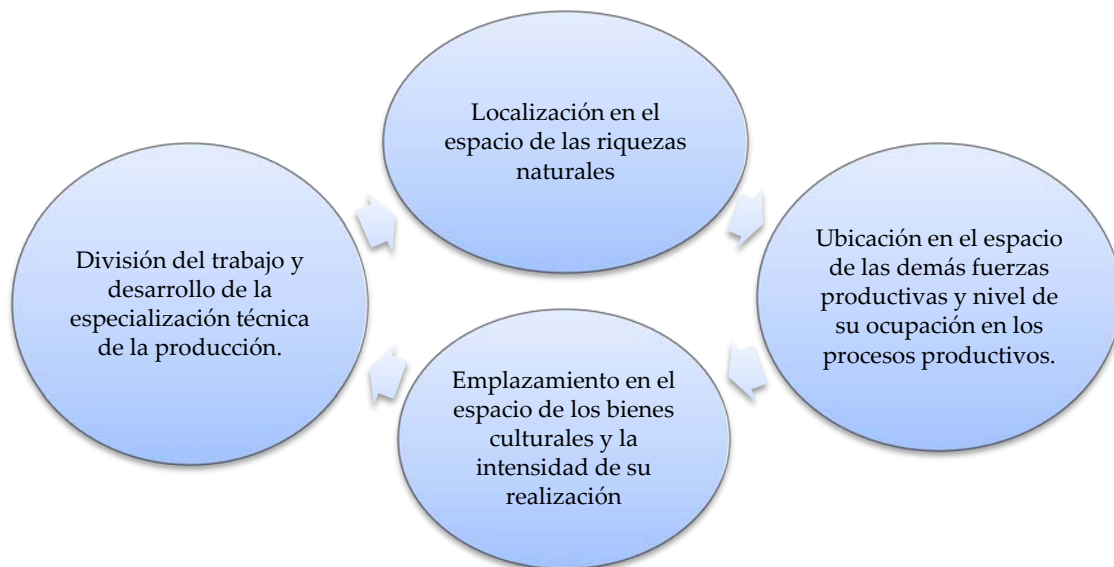 Localización en el
espacio de las riquezas
naturales
Ubicación en el espacio
de las demás fuerzas
productivas y nivel de
su ocupación en los
procesos productivos.
Emplazamiento en el
espacio de los bienes
culturales y la
intensidad de su
realización
División del trabajo y
desarrollo de la
especialización técnica
de la producción.